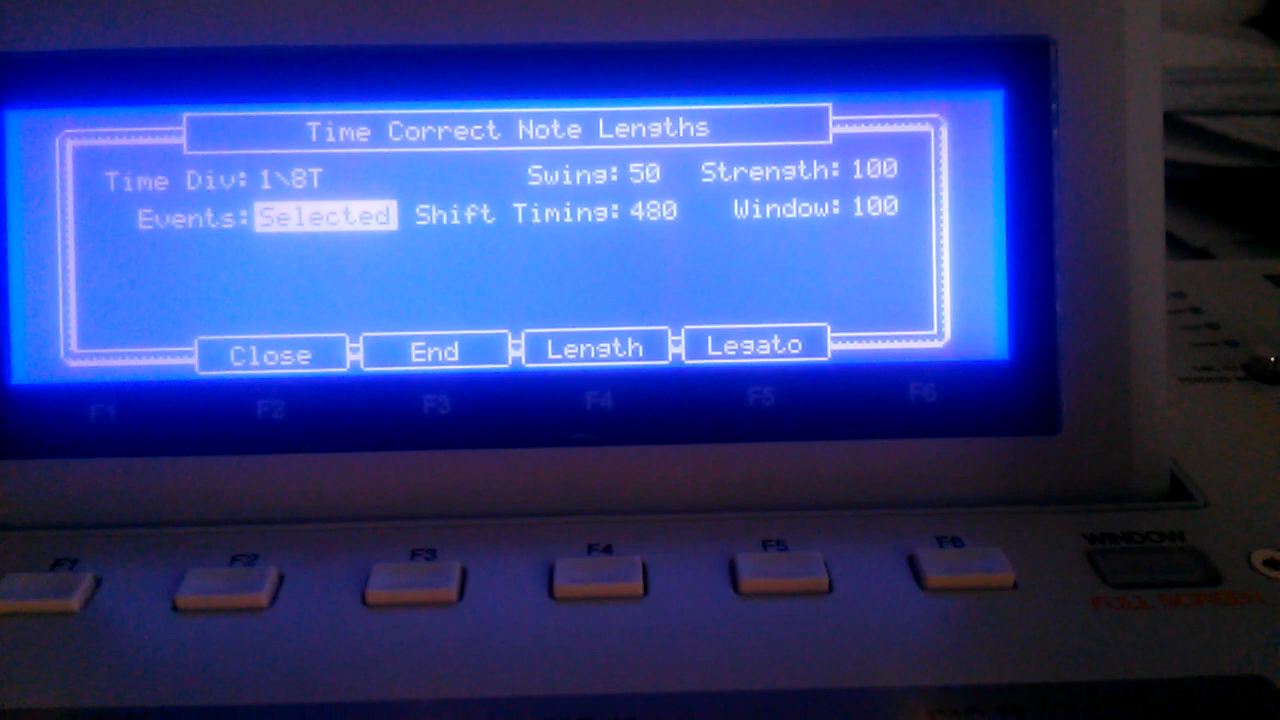 Time Correct Note Lengths
Time Div: 1\8T Swing: 50 Strength: 100
Events: Selected Shift Timing: 480 Window: 100
Close End Length Legato
F1 F2 F3 F4 F5 F6
F1 F2 F3 F4 F5 F6
WINDOW
FULL SCREEN